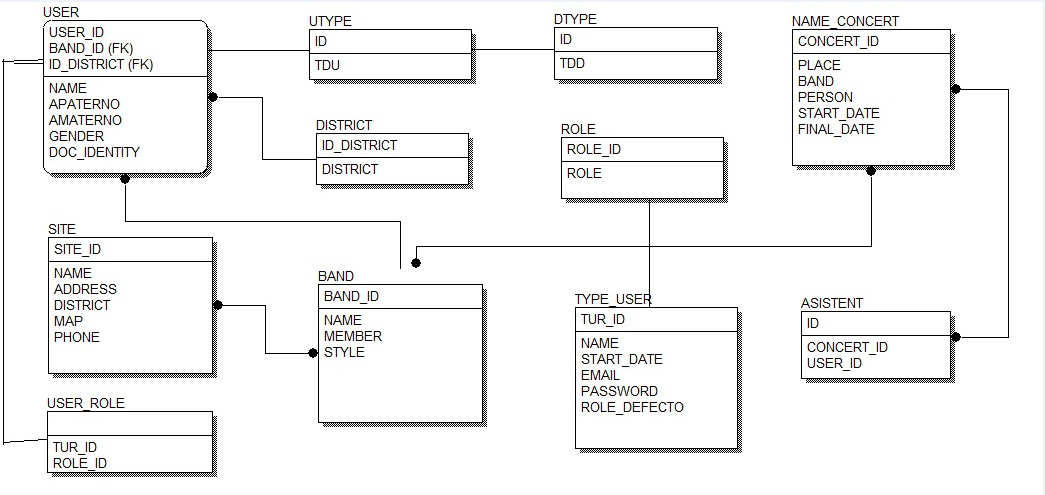 USER
USER_ID
BAND_ID (FK)
ID_DISTRICT (FK)
NAME
APATERNO
AMATERNO
GENDER
DOC_IDENTITY
UTYPE
ID
TDU
DTYPE
ID
TDD
NAME_CONCERT
CONCERT_ID
PLACE
BAND
PERSON
START_DATE
FINAL_DATE
DISTRICT
ID_DISTRICT
DISTRICT
ROLE
ROLE_ID
ROLE
SITE
SITE_ID
NAME
ADDRESS
DISTRICT
MAP
PHONE
BAND
BAND_ID
NAME
MEMBER
STYLE
TYPE_USER
TUR_ID
NAME
START_DATE
EMAIL
PASSWORD
ROLE_DEFECTO
ASISTENT
ID
CONCERT_ID
USER_ID
USER_ROLE
TUR_ID
ROLE_ID